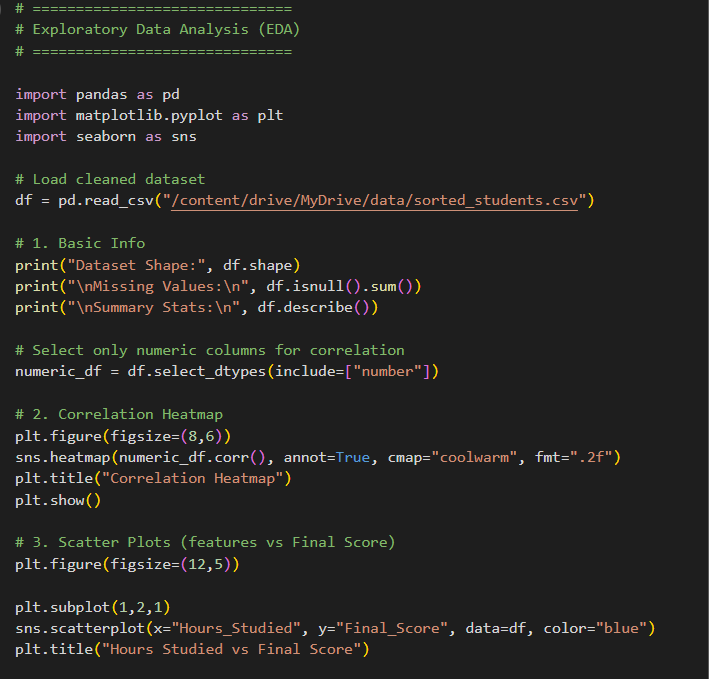 # ==============================
# Exploratory Data Analysis (EDA)
# ==============================
import pandas as pd
import matplotlib.pyplot as plt
import seaborn as sns
# Load cleaned dataset
df = pd.read_csv("/content/drive/MyDrive/data/sorted_students.csv")
# 1. Basic Info
print("Dataset Shape:", df.shape)
print("\nMissing Values:\n", df.isnull().sum())
print("\nSummary Stats:\n", df.describe())
# Select only numeric columns for correlation
numeric_df = df.select_dtypes(include=["number"])
# 2. Correlation Heatmap
plt.figure(figsize=(8,6))
sns.heatmap(numeric_df.corr(), annot=True, cmap="coolwarm", fmt=".2f")
plt.title("Correlation Heatmap")
plt.show()
# 3. Scatter Plots (features vs Final Score)
plt.figure(figsize=(12,5))
plt.subplot(1,2,1)
sns.scatterplot(x="Hours_Studied", y="Final_Score", data=df, color="blue")
plt.title("Hours Studied vs Final Score")